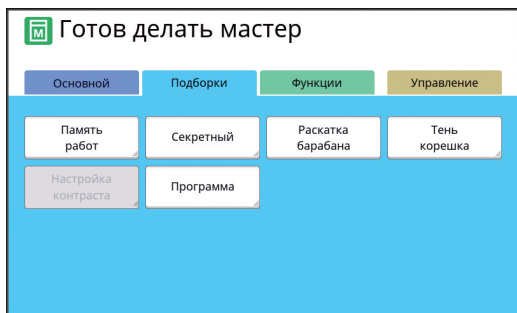 M Готов делать мастер
Основной Подборки Функции Управление
Память работ Секретный Раскатка барабана Тень корешка
Настройка контраста Программа